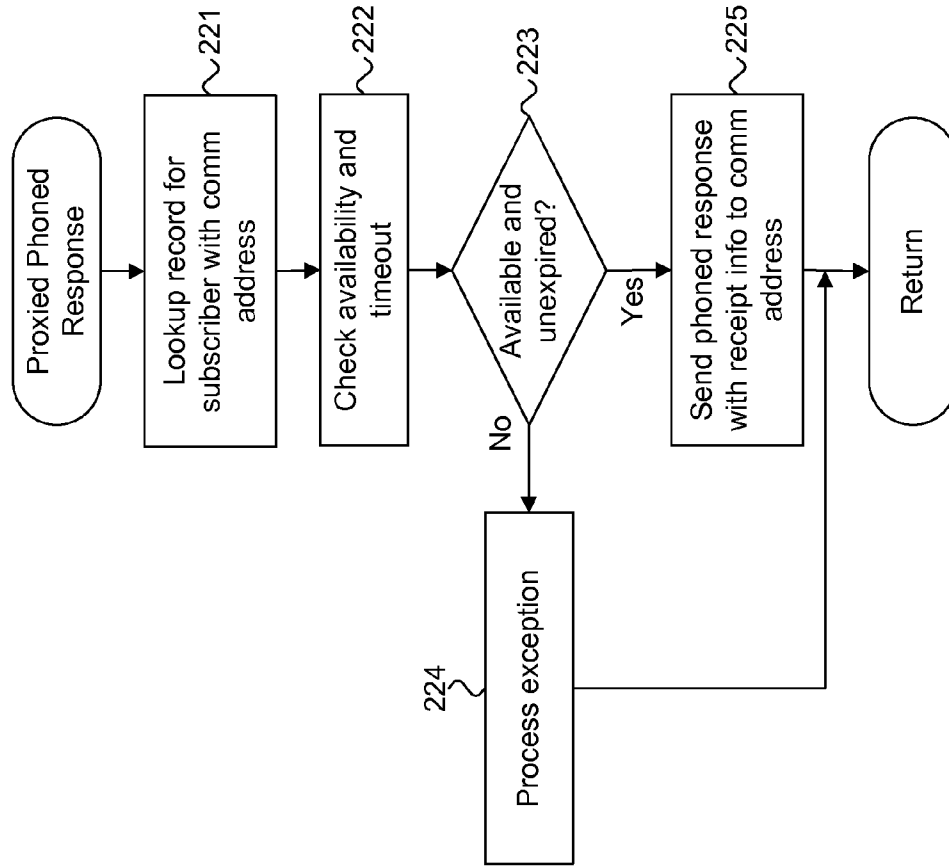 Proxied Phoned
Response
221
Lookup record for
subscriber with comm
address
222
Check availability and
timeout
223
Available and
unexpired?
No
Yes
224
Process exception
225
Send phoned response
with receipt info to comm
address
Return